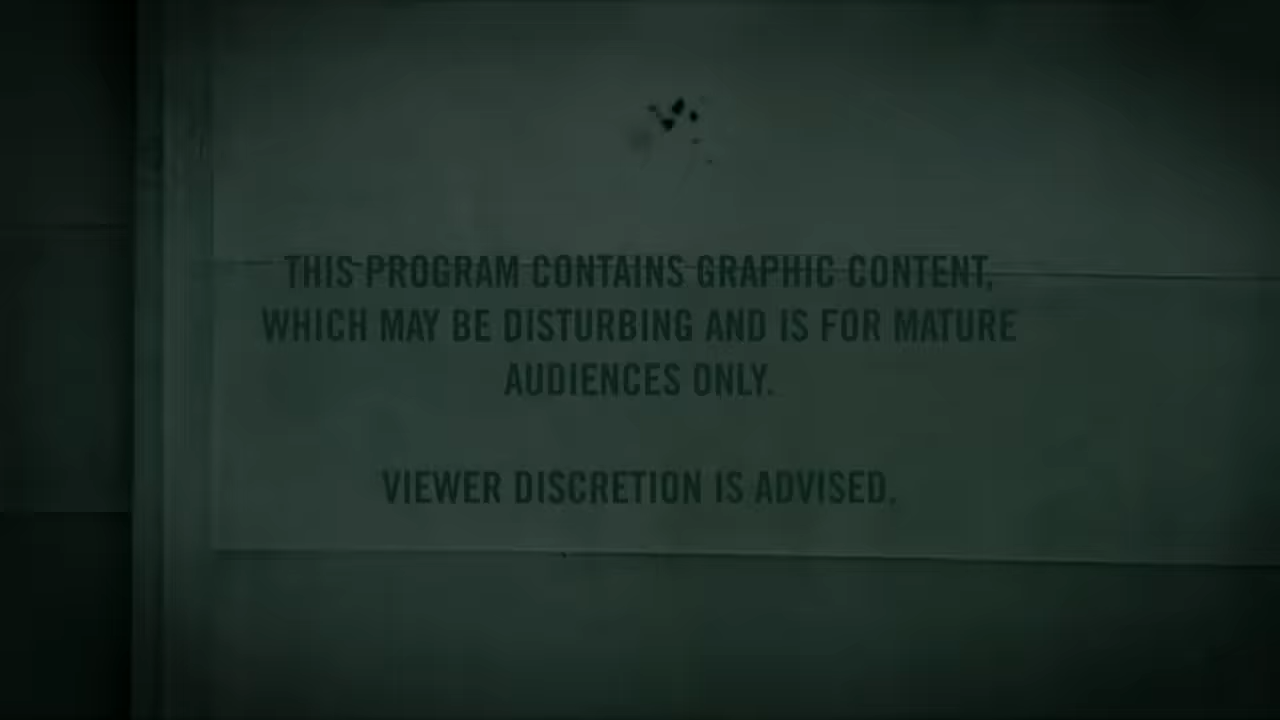 THIS PROGRAM CONTAINS GRAPHIC CONTENT,
WHICH MAY BE DISTURBING AND IS FOR MATURE
AUDIENCES ONLY.
VIEWER DISCRETION IS ADVISED.